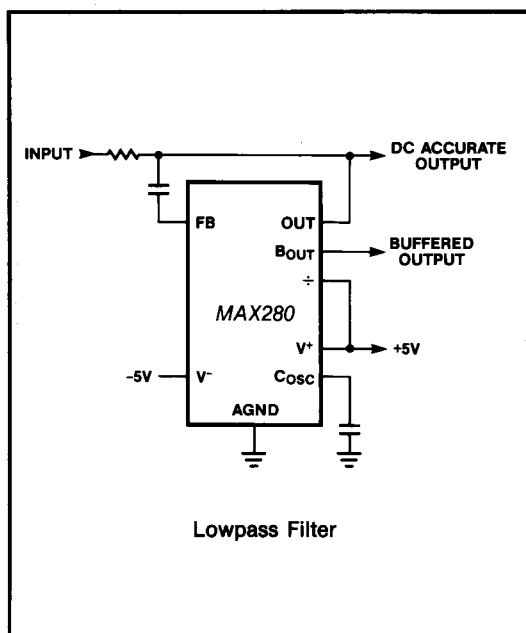 INPUT
DC ACCURATE
OUTPUT
FB
OUT
BOUT
BUFFERED
OUTPUT
÷
MAX280
V+
+5V
-5V
V-
COSC
AGND
Lowpass Filter